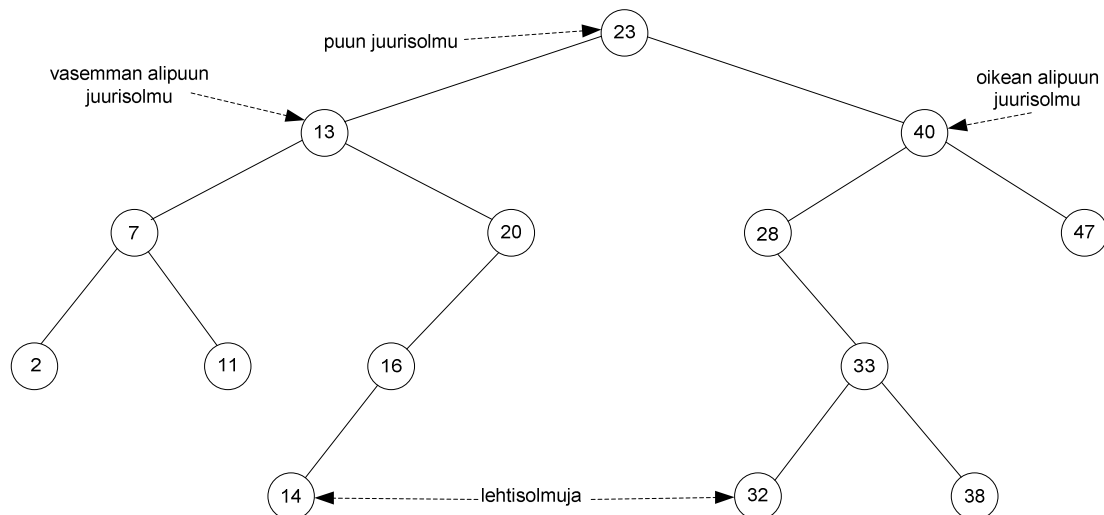 23
puun juurisolmu
vasemman alipuun
juurisolmu
oikean alipuun
juurisolmu
13
40
7
20
28
47
2
11
16
33
14
lehtisolmuja
32
38